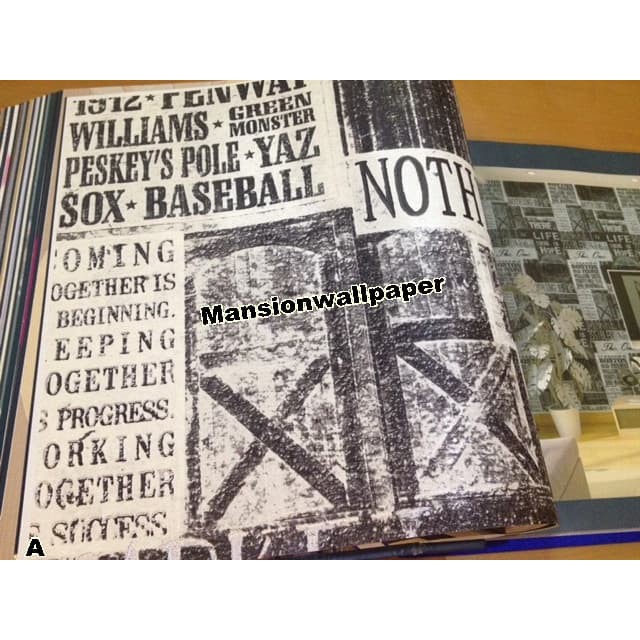 1912 ★ FENWAY
WILLIAMS ★ GREEN MONSTER
PESKEY'S POLE ★ YAZ
SOX ★ BASEBALL
NOTH
OMING
OGETHER IS
BEGINNING.
EEPING
OGETHER
S PROGRESS.
ORKING
OGETHER
SUCCESS
Mansionwallpaper
LIFE
A